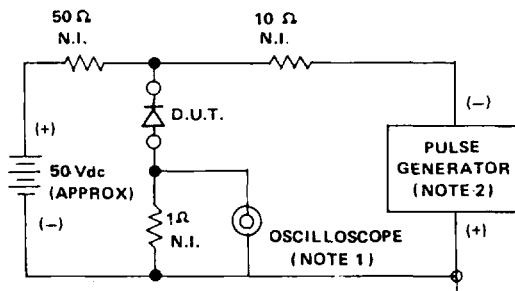 50 Ω
N.I.
10 Ω
N.I.
(+)
D.U.T.
(−)
50 Vdc
(APPROX)
(−)
1Ω
N.I.
OSCILLOSCOPE
(NOTE 1)
PULSE
GENERATOR
(NOTE 2)
(+)